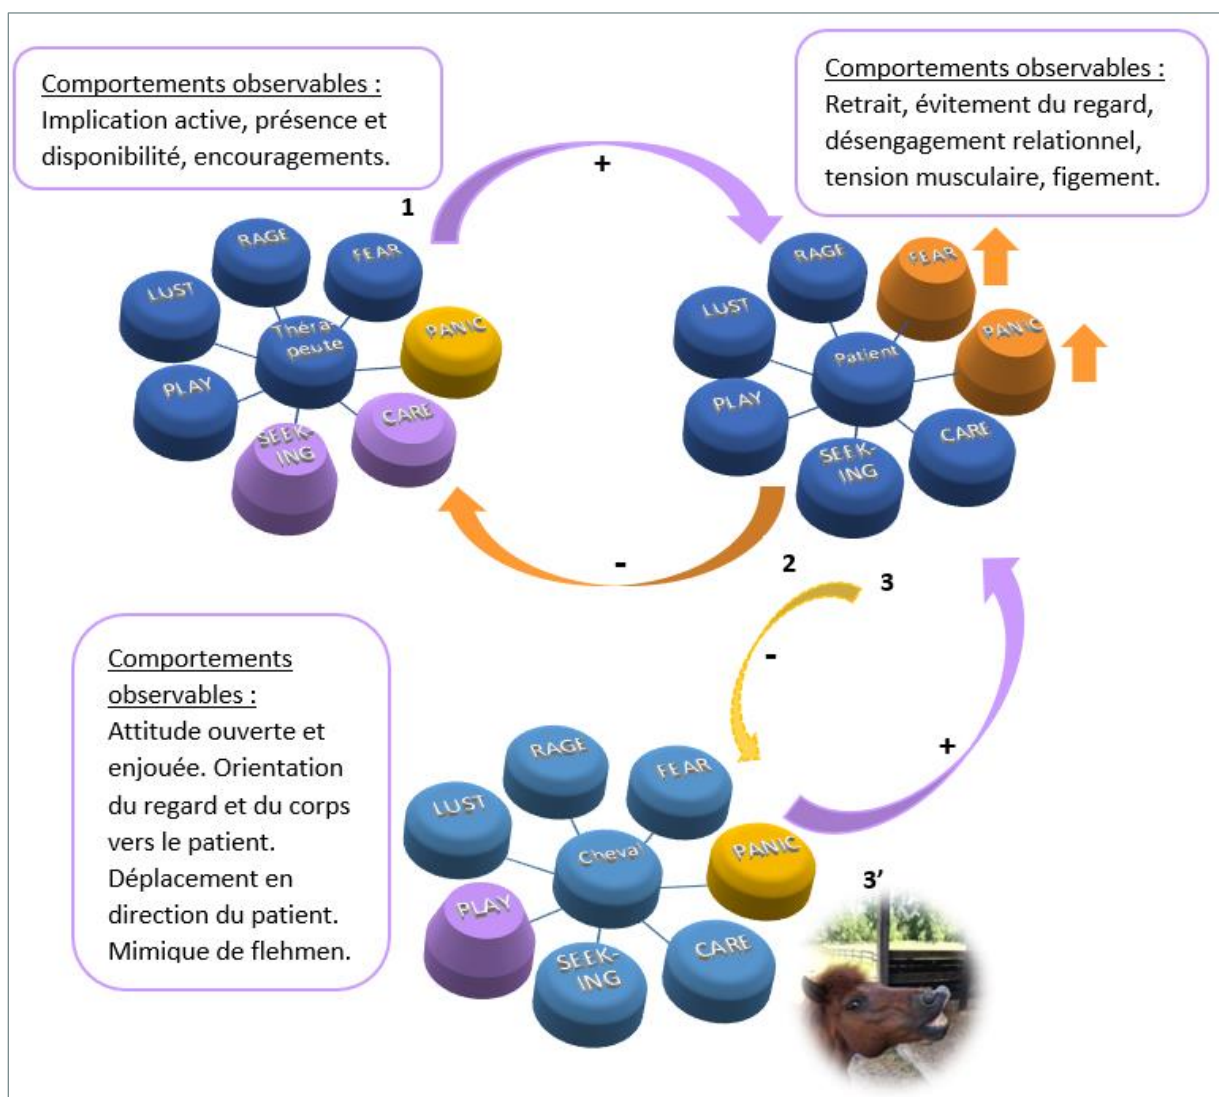 Comportements observables :
Implication active, présence et
disponibilité, encouragements.
Comportements observables :
Retrait, évitement du regard,
désengagement relationnel,
tension musculaire, figement.
+
1
RAGE
FEAR
LUST
Théra-
peute
PANIC
PLAY
CARE
SEEK-
ING
RAGE
FEAR
LUST
Patient
PANIC
PLAY
CARE
SEEK-
ING
-
2
3
-
+
Comportements
observables :
Attitude ouverte et
enjouée. Orientation
du regard et du corps
vers le patient.
Déplacement en
direction du patient.
Mimique de flehmen.
RAGE
FEAR
LUST
Cheval
PANIC
PLAY
CARE
SEEK-
ING
3’